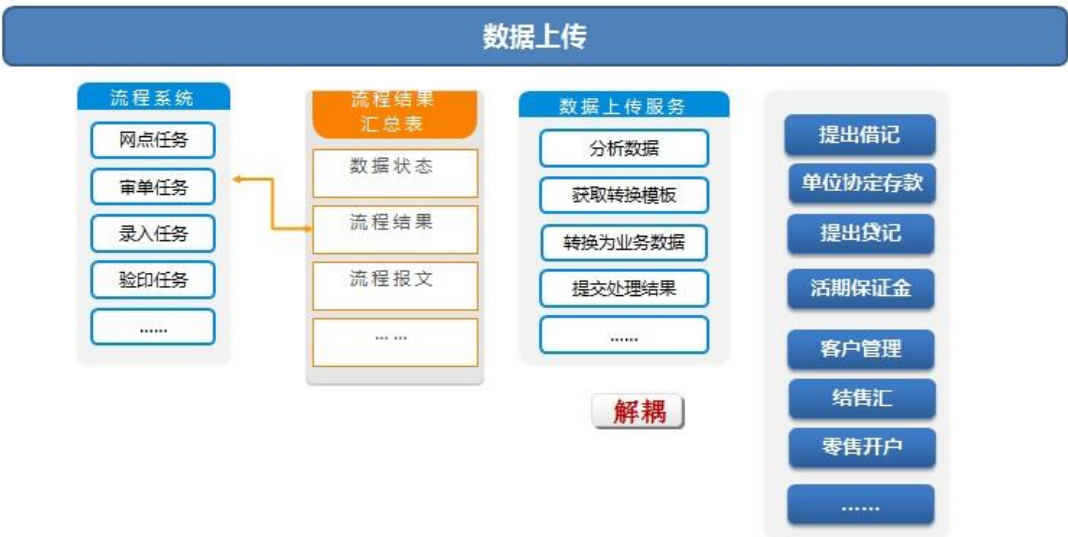 数据上传
流程系统
网点任务
审单任务
录入任务
验印任务
......
流程结果
汇总表
数据状态
流程结果
流程报文
... ...
数据上传服务
分析数据
获取转换模板
转换为业务数据
提交处理结果
......
解耦
提出借记
单位协定存款
提出贷记
活期保证金
客户管理
结售汇
零售开户
......